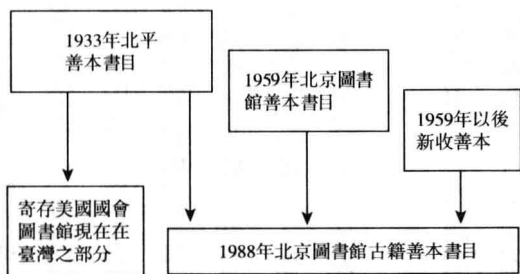 1933年北平
善本書目
1959年北京圖書
館善本書目
1959年以後
新收善本
寄存美國國會
圖書館現在在
臺灣之部分
1988年北京圖書館古籍善本書目